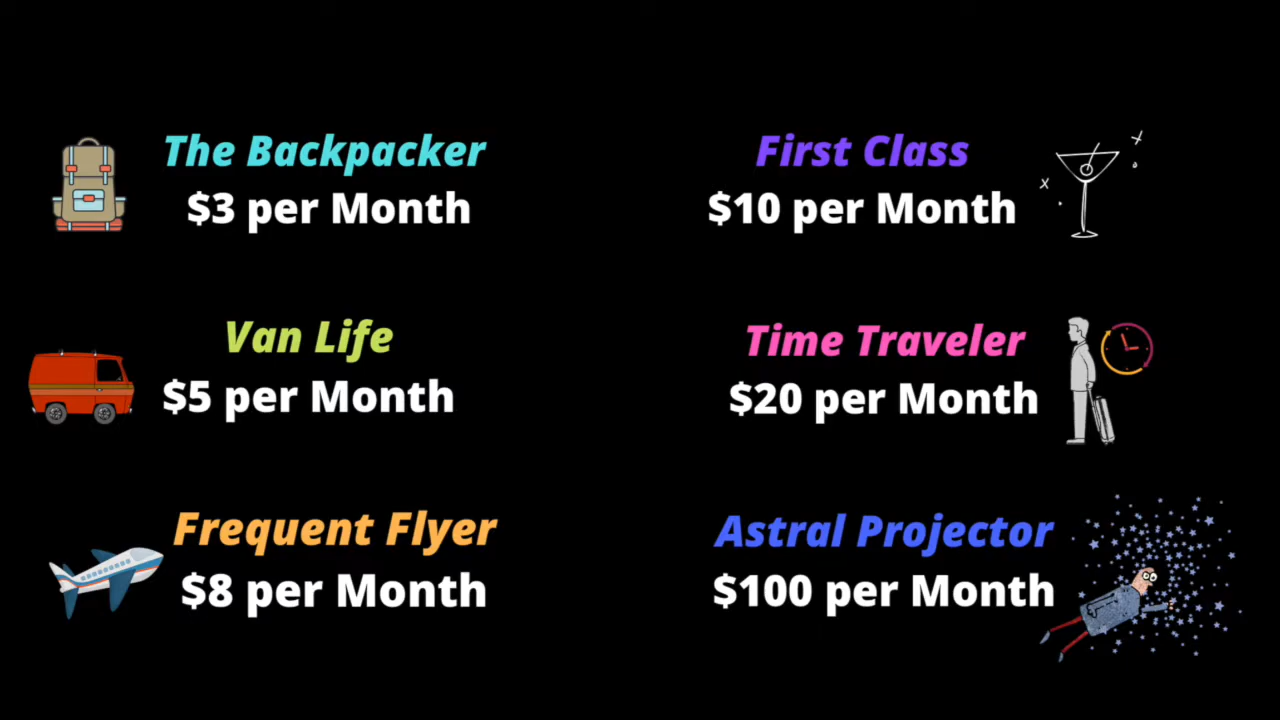 The Backpacker
$3 per Month
First Class
$10 per Month
Van Life
$5 per Month
Time Traveler
$20 per Month
Frequent Flyer
$8 per Month
Astral Projector
$100 per Month